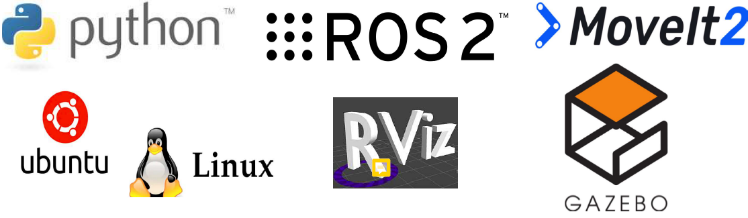 python™
ROS 2™
MoveIt2
ubuntu
Linux
RViz
GAZEBO